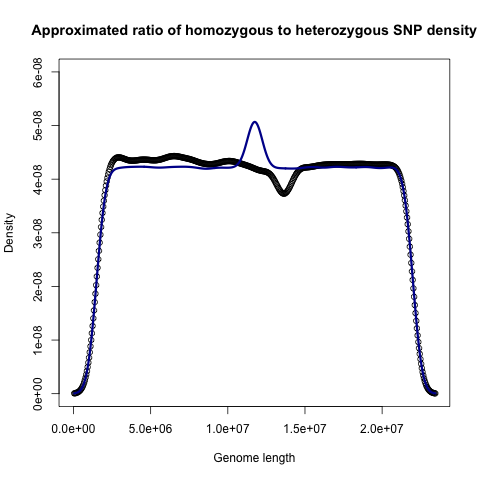 Approximated ratio of homozygous to heterozygous SNP density
6e-08
5e-08
4e-08
3e-08
2e-08
1e-08
0e+00
Density
0.0e+00 5.0e+06 1.0e+07 1.5e+07 2.0e+07
Genome length